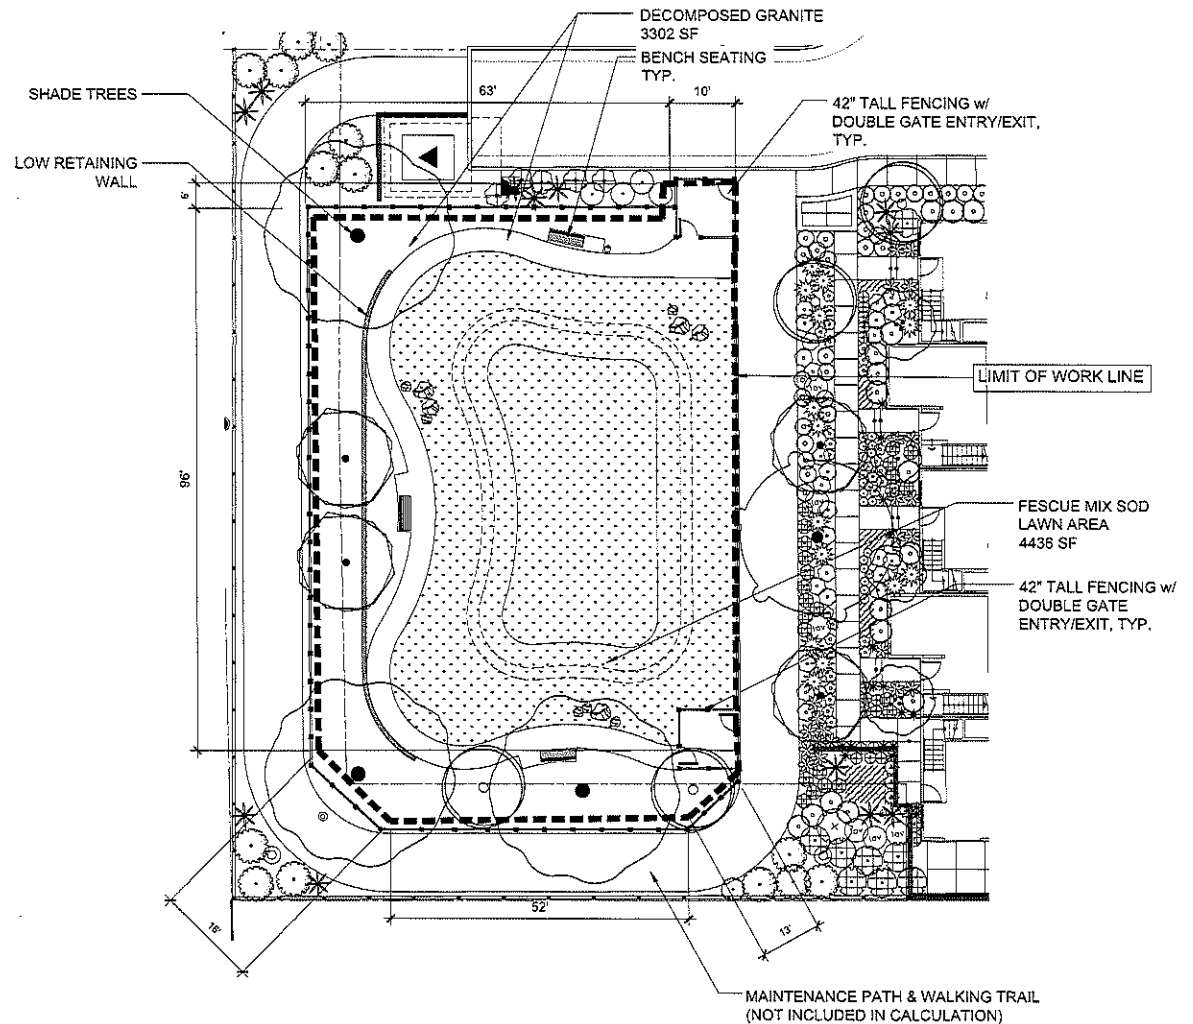 DECOMPOSED GRANITE
3302 SF
BENCH SEATING
TYP.
SHADE TREES
63'
10'
42" TALL FENCING w/
DOUBLE GATE ENTRY/EXIT,
TYP.
LOW RETAINING
WALL
9'
LIMIT OF WORK LINE
96'
FESCUE MIX SOD
LAWN AREA
4436 SF
42" TALL FENCING w/
DOUBLE GATE
ENTRY/EXIT, TYP.
52'
16'
13'
MAINTENANCE PATH & WALKING TRAIL
(NOT INCLUDED IN CALCULATION)